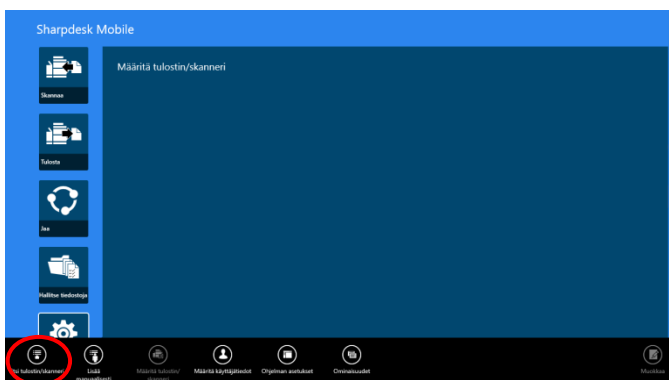 Sharpdesk Mobile
Määritä tulostin/skanneri
Skannaa
Tulosta
Jaa
Hallitse tiedostoja
tulostin/skanneri
Lisää
manuaalisesti
Määritä tulostin/
skanneri
Määritä käyttäjätiedot
Ohjelman asetukset
Ominaisuudet
Muokkaa